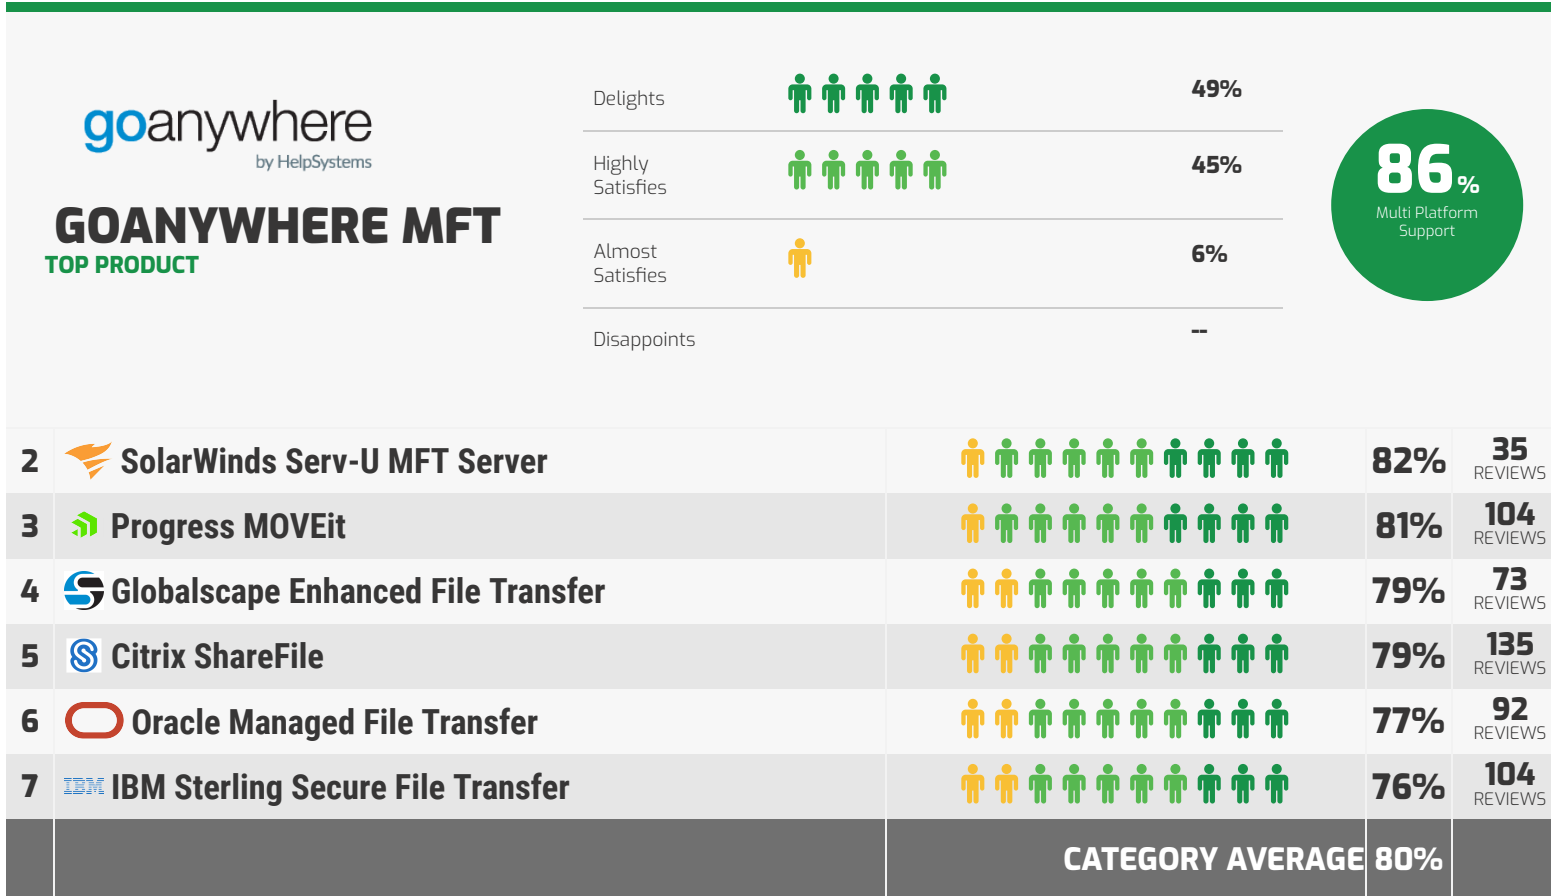 goanywhere
by HelpSystems
GOANYWHERE MFT
TOP PRODUCT
Delights 49%
Highly
Satisfies 45%
Almost
Satisfies 6%
Disappoints --
86%
Multi Platform
Support
2 SolarWinds Serv-U MFT Server 82% 35
REVIEWS
3 Progress MOVEit 81% 104
REVIEWS
4 Globalscape Enhanced File Transfer 79% 73
REVIEWS
5 Citrix ShareFile 79% 135
REVIEWS
6 Oracle Managed File Transfer 77% 92
REVIEWS
7 IBM IBM Sterling Secure File Transfer 76% 104
REVIEWS
CATEGORY AVERAGE 80%